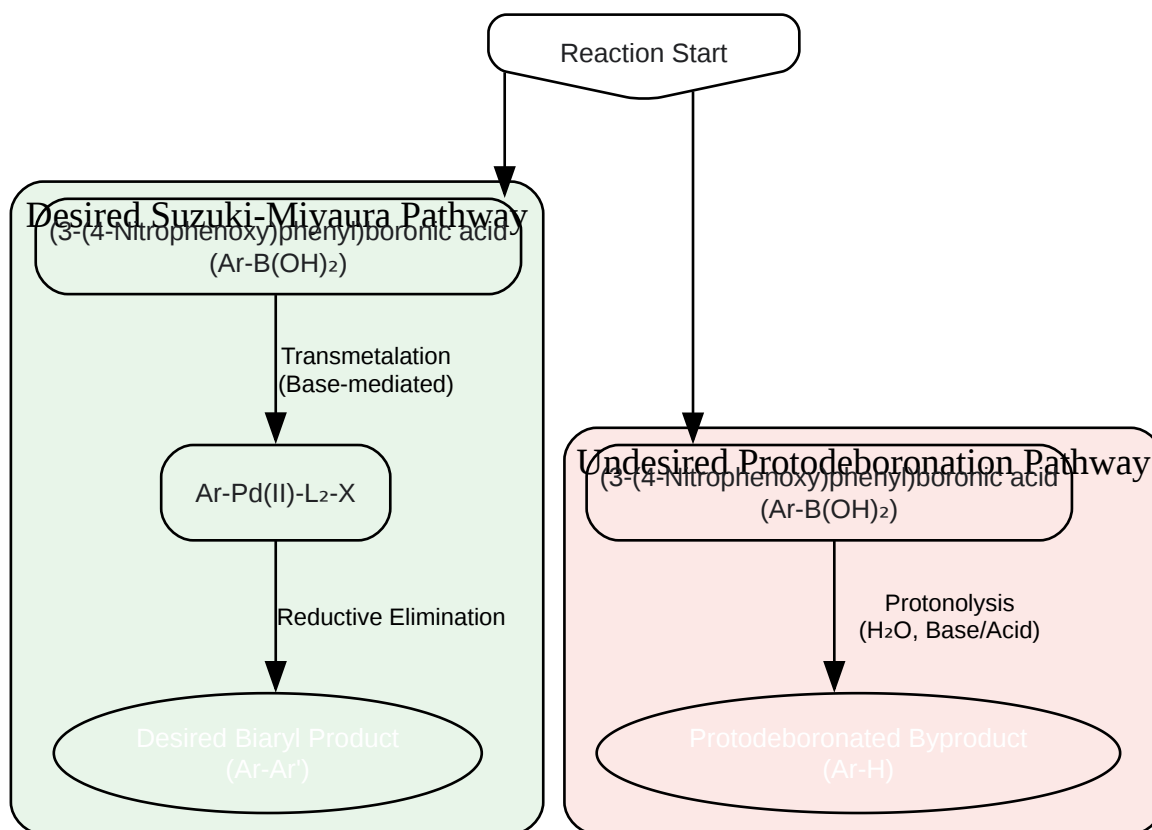 Reaction Start
Desired Suzuki-Miyaura Pathway
(3-(4-Nitrophenoxy)phenyl)boronic acid
(Ar-B(OH)₂)
Transmetalation
(Base-mediated)
Ar-Pd(II)-L₂-X
Reductive Elimination
Desired Biaryl Product
(Ar-Ar')
Undesired Protodeboronation Pathway
(3-(4-Nitrophenoxy)phenyl)boronic acid
(Ar-B(OH)₂)
Protonolysis
(H₂O, Base/Acid)
Protodeboronated Byproduct
(Ar-H)